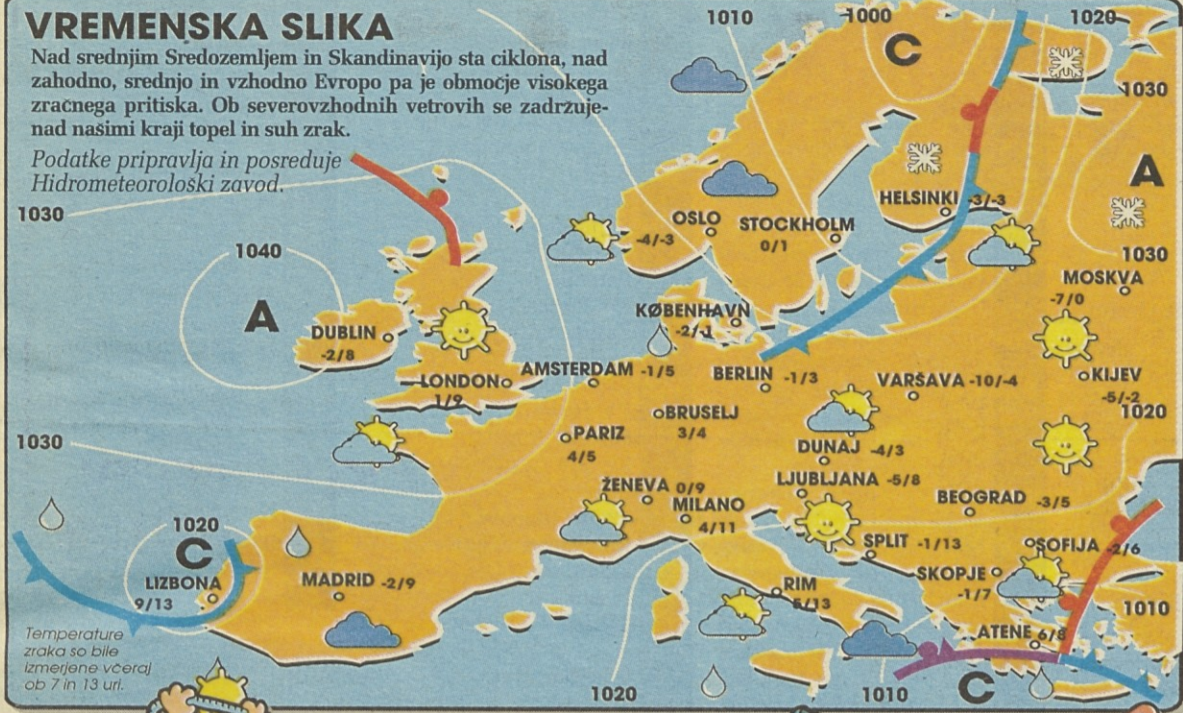 VREMENSKA SLIKA
Nad srednjim Sredozemljem in Skandinavijo sta ciklona, nad
zahodno, srednjo in vzhodno Evropo pa je območje visokega
zračnega pritiska. Ob severovzhodnih vetrovih se zadržuje-
nad našimi kraji topel in suh zrak.
Podatke pripravlja in posreduje
Hidrometeorološki zavod.
1010
1000
1020
C
1030
A
1030
HELSINKI -3/-3
OSLO
-4/-3
STOCKHOLM
0/1
1040
1030
MOSKVA
-7/0
A
DUBLIN
-2/8
KØBENHAVN
-2/-1
LONDON
1/9
AMSTERDAM -1/5
BERLIN -1/3
VARŠAVA -10/-4
KIJEV
-5/-2
1020
BRUSELJ
3/4
1030
PARIZ
4/5
DUNAJ -4/3
ŽENEVA 0/9
LJUBLJANA -5/8
MILANO
4/11
BEOGRAD -3/5
1020
C
SPLIT -1/13
SOFIJA -2/6
LIZBONA
9/13
MADRID -2/9
SKOPJE
-1/7
RIM
5/13
1010
ATENE 6/8
Temperature
zraka so bile
izmerjene včeraj
ob 7 in 13 uri.
1020
1010
C